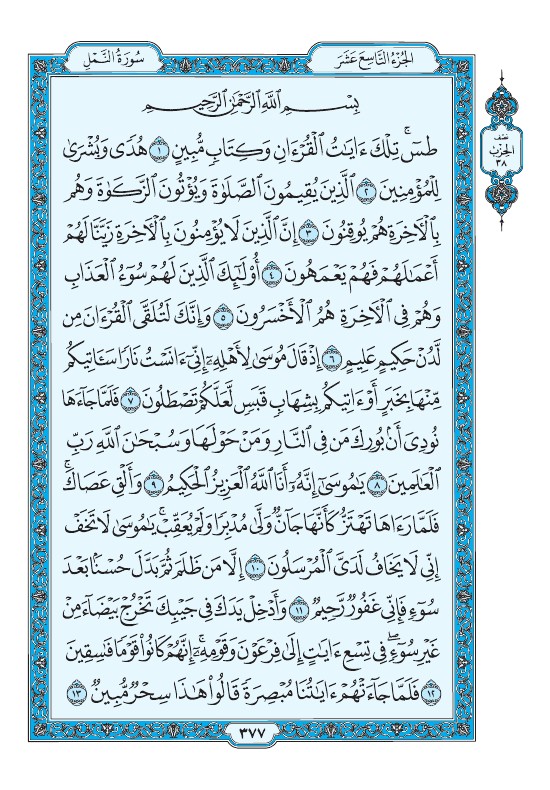 سُورَةُ النَّمْلِ
الجُزْءُ التَّاسِعَ عَشَرَ
نِصْف
الحِزْب
٣٨
بِسْمِ ٱللَّهِ ٱلرَّحْمَٰنِ ٱلرَّحِيمِ
طسٓۚ تِلْكَ ءَايَٰتُ ٱلْقُرْءَانِ وَكِتَابٍ مُّبِينٍ ١ هُدًى وَبُشْرَىٰ
لِلْمُؤْمِنِينَ ٢ ٱلَّذِينَ يُقِيمُونَ ٱلصَّلَوٰةَ وَيُؤْتُونَ ٱلزَّكَوٰةَ وَهُم
بِٱلْءَاخِرَةِ هُمْ يُوقِنُونَ ٣ إِنَّ ٱلَّذِينَ لَا يُؤْمِنُونَ بِٱلْءَاخِرَةِ زَيَّنَّا لَهُمْ
أَعْمَٰلَهُمْ فَهُمْ يَعْمَهُونَ ٤ أُوْلَٰٓئِكَ ٱلَّذِينَ لَهُمْ سُوٓءُ ٱلْعَذَابِ
وَهُمْ فِي ٱلْءَاخِرَةِ هُمُ ٱلْأَخْسَرُونَ ٥ وَإِنَّكَ لَتُلَقَّى ٱلْقُرْءَانَ مِن
لَّدُنْ حَكِيمٍ عَلِيمٍ ٦ إِذْ قَالَ مُوسَىٰ لِأَهْلِهِۦٓ إِنِّيٓ ءَانَسْتُ نَارًا سَـَٔاتِيكُم
مِّنْهَا بِخَبَرٍ أَوْ ءَاتِيكُم بِشِهَابٍ قَبَسٍ لَّعَلَّكُمْ تَصْطَلُونَ ٧ فَلَمَّا جَآءَهَا
نُودِيَ أَنۢ بُورِكَ مَن فِي ٱلنَّارِ وَمَنْ حَوْلَهَا وَسُبْحَٰنَ ٱللَّهِ رَبِّ
ٱلْعَٰلَمِينَ ٨ يَٰمُوسَىٰٓ إِنَّهُۥٓ أَنَا ٱللَّهُ ٱلْعَزِيزُ ٱلْحَكِيمُ ٩ وَأَلْقِ عَصَاكَۚ
فَلَمَّا رَءَاهَا تَهْتَزُّ كَأَنَّهَا جَآنٌّ وَلَّىٰ مُدْبِرًا وَلَمْ يُعَقِّبْۚ يَٰمُوسَىٰ لَا تَخَفْ
إِنِّي لَا يَخَافُ لَدَيَّ ٱلْمُرْسَلُونَ ١٠ إِلَّا مَن ظَلَمَ ثُمَّ بَدَّلَ حُسْنًۢا بَعْدَ
سُوٓءٍ فَإِنِّي غَفُورٌ رَّحِيمٌ ١١ وَأَدْخِلْ يَدَكَ فِي جَيْبِكَ تَخْرُجْ بَيْضَآءَ مِنْ
غَيْرِ سُوٓءٍۖ فِي تِسْعِ ءَايَٰتٍ إِلَىٰ فِرْعَوْنَ وَقَوْمِهِۦٓۚ إِنَّهُمْ كَانُوا۟ قَوْمًا فَٰسِقِينَ
١٢ فَلَمَّا جَآءَتْهُمْ ءَايَٰتُنَا مُبْصِرَةً قَالُوا۟ هَٰذَا سِحْرٌ مُّبِينٌ ١٣
٣٧٧